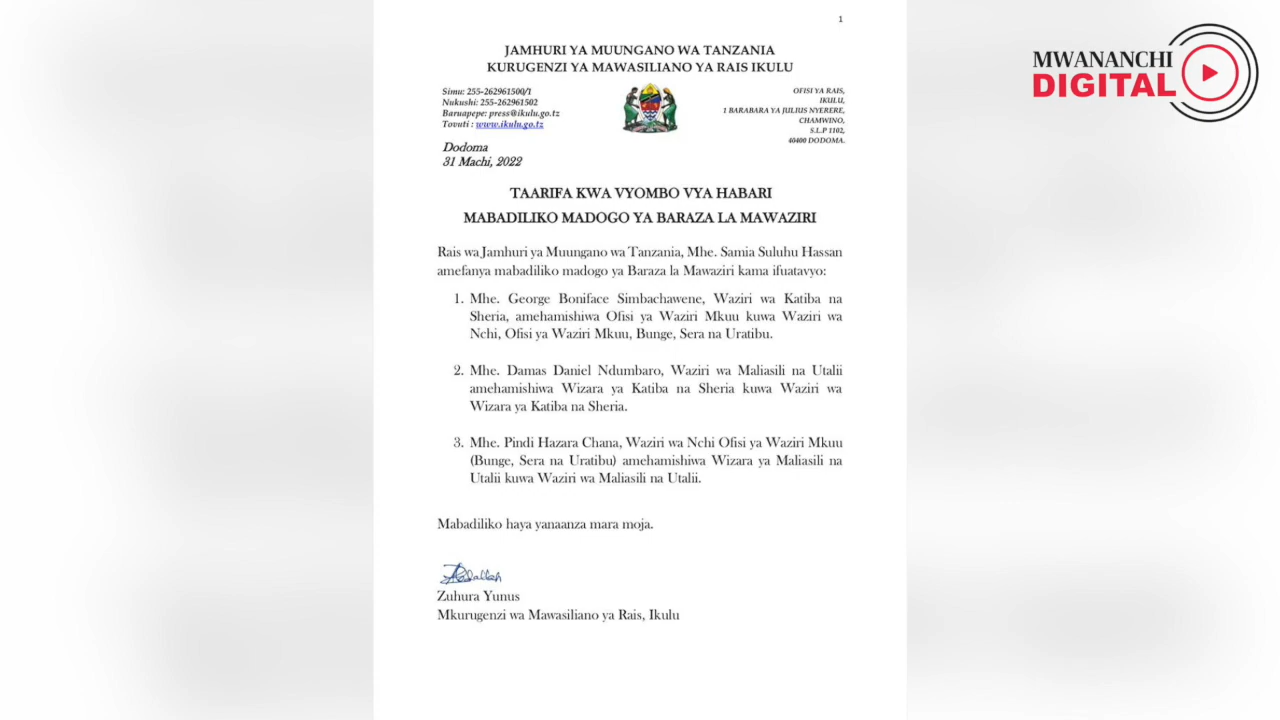 1
JAMHURI YA MUUNGANO WA TANZANIA
KURUGENZI YA MAWASILIANO YA RAIS IKULU
Simu: 255-262961500/1
Nukushi: 255-262961502
Baruapepe: press@ikulu.go.tz
Tovuti : www.ikulu.go.tz
OFISI YA RAIS,
IKULU,
1 BARABARA YA JULIUS NYERERE,
CHAMWINO,
S.L.P 1102,
40400 DODOMA.
Dodoma
31 Machi, 2022
TAARIFA KWA VYOMBO VYA HABARI
MABADILIKO MADOGO YA BARAZA LA MAWAZIRI
Rais wa Jamhuri ya Muungano wa Tanzania, Mhe. Samia Suluhu Hassan
amefanya mabadiliko madogo ya Baraza la Mawaziri kama ifuatavyo:
1. Mhe. George Boniface Simbachawene, Waziri wa Katiba na
Sheria, amehamishiwa Ofisi ya Waziri Mkuu kuwa Waziri wa
Nchi, Ofisi ya Waziri Mkuu, Bunge, Sera na Uratibu.
2. Mhe. Damas Daniel Ndumbaro, Waziri wa Maliasili na Utalii
amehamishiwa Wizara ya Katiba na Sheria kuwa Waziri wa
Wizara ya Katiba na Sheria.
3. Mhe. Pindi Hazara Chana, Waziri wa Nchi Ofisi ya Waziri Mkuu
(Bunge, Sera na Uratibu) amehamishiwa Wizara ya Maliasili na
Utalii kuwa Waziri wa Maliasili na Utalii.
Mabadiliko haya yanaanza mara moja.
Zuhura Yunus
Mkurugenzi wa Mawasiliano ya Rais, Ikulu
MWANANCHI
DIGITAL